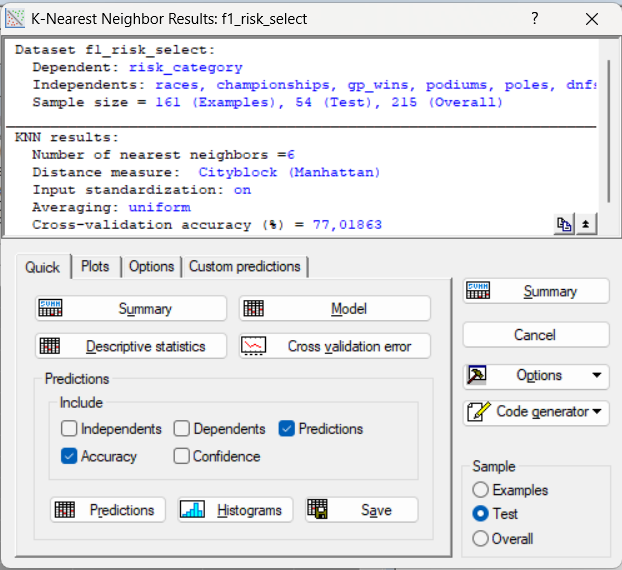 K-Nearest Neighbor Results: f1_risk_select
Dataset f1_risk_select:
Dependent: risk_category
Independents: races, championships, gp_wins, podiums, poles, dnfs
Sample size = 161 (Examples), 54 (Test), 215 (Overall)
KNN results:
Number of nearest neighbors =6
Distance measure: Cityblock (Manhattan)
Input standardization: on
Averaging: uniform
Cross-validation accuracy (%) = 77,01863
Quick Plots Options Custom predictions
Summary Model
Descriptive statistics Cross validation error
Predictions
Include
Independents Dependents Predictions
Accuracy Confidence
Predictions Histograms Save
Summary
Cancel
Options
Code generator
Sample
Examples
Test
Overall